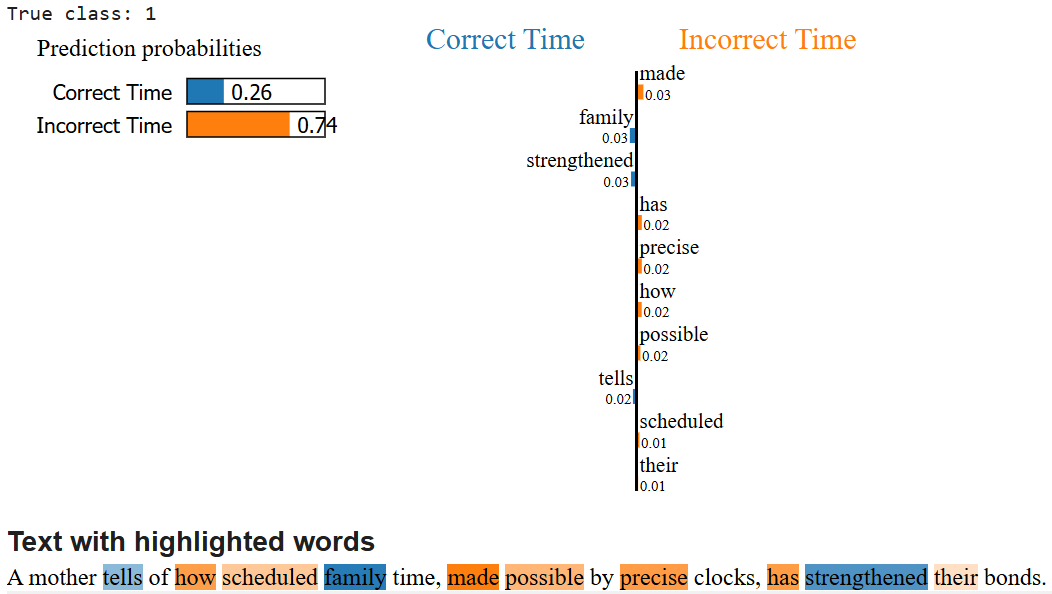 True class: 1
Prediction probabilities
Correct Time 0.26
Incorrect Time 0.74
Correct Time Incorrect Time
made
0.03
family
0.03
strengthened
0.03
has
0.02
precise
0.02
how
0.02
possible
0.02
tells
0.02
scheduled
0.01
their
0.01
Text with highlighted words
A mother tells of how scheduled family time, made possible by precise clocks, has strengthened their bonds.